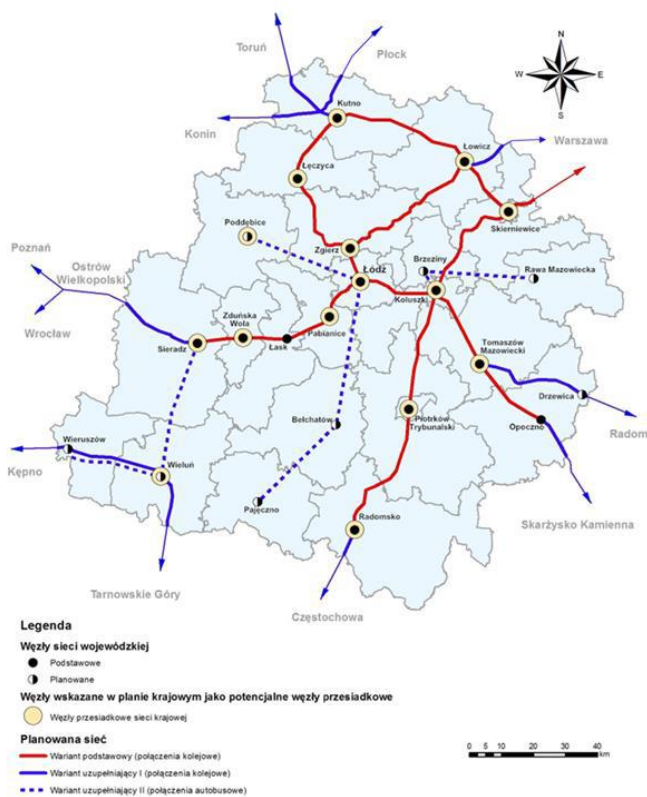 Toruń
Płock
N
W
E
S
Kutno
Konin
Łowicz
Warszawa
Łęczyca
Skierniewice
Poddębice
Zgierz
Brzeziny
Rawa Mazowiecka
Łódź
Koluszki
Poznań
Ostrów
Wielkopolski
Wrocław
Zduńska
Wola
Pabianice
Sieradz
Łask
Tomaszów
Mazowiecki
Drzewica
Radom
Bełchatów
Piotrków
Trybunalski
Opoczno
Wieruszów
Kępno
Wieluń
Pajęczno
Radomsko
Skarżysko Kamienna
Tarnowskie Góry
Częstochowa
Legenda
Węzły sieci wojewódzkiej
Podstawowe
Planowane
Węzły wskazane w planie krajowym jako potencjalne węzły przesiadkowe
Węzły przesiadkowe sieci krajowej
Planowana sieć
Wariant podstawowy (połączenia kolejowe)
Wariant uzupełniający I (połączenia kolejowe)
Wariant uzupełniający II (połączenia autobusowe)
0 5 10 20 30 40
km